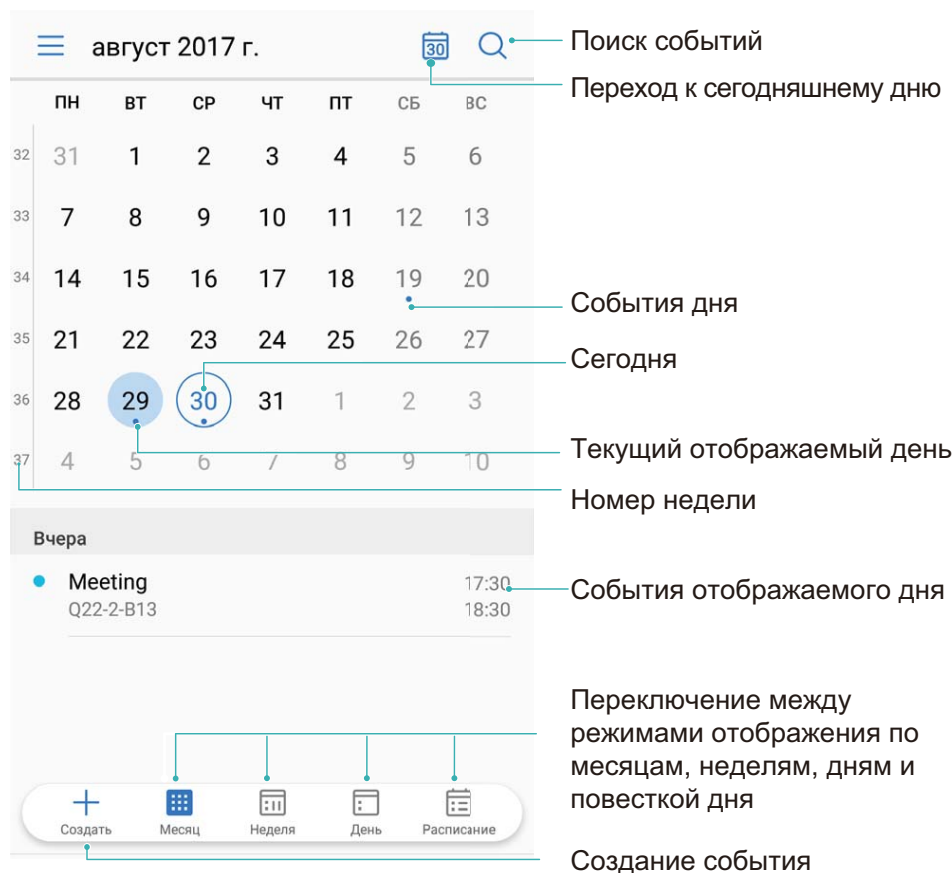 август 2017 г.
30
Поиск событий
Переход к сегодняшнему дню
ПН ВТ СР ЧТ ПТ СБ ВС
32 31 1 2 3 4 5 6
33 7 8 9 10 11 12 13
34 14 15 16 17 18 19 20
События дня
35 21 22 23 24 25 26 27
Сегодня
36 28 29 30 31 1 2 3
Текущий отображаемый день
37 4 5 6 7 8 9 10
Номер недели
Вчера
Meeting 17:30
Q22-2-B13 18:30
События отображаемого дня
Переключение между
режимами отображения по
месяцам, неделям, дням и
повесткой дня
Создать Месяц Неделя День Расписание
Создание события